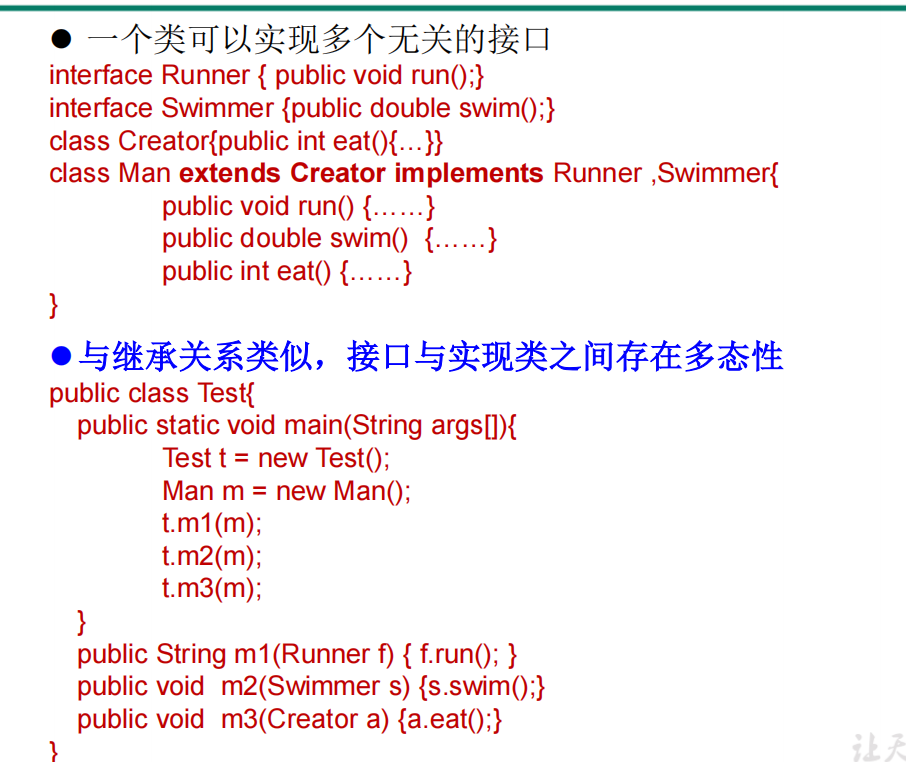 ● 一个类可以实现多个无关的接口
interface Runner { public void run();}
interface Swimmer {public double swim();}
class Creator{public int eat(){…}}
class Man extends Creator implements Runner ,Swimmer{
public void run() {……}
public double swim()  {……}
public int eat() {……}
}
●与继承关系类似，接口与实现类之间存在多态性
public class Test{
public static void main(String args[]){
Test t = new Test();
Man m = new Man();
t.m1(m);
t.m2(m);
t.m3(m);
}
public String m1(Runner f) { f.run(); }
public void  m2(Swimmer s) {s.swim();}
public void  m3(Creator a) {a.eat();}
}
让天